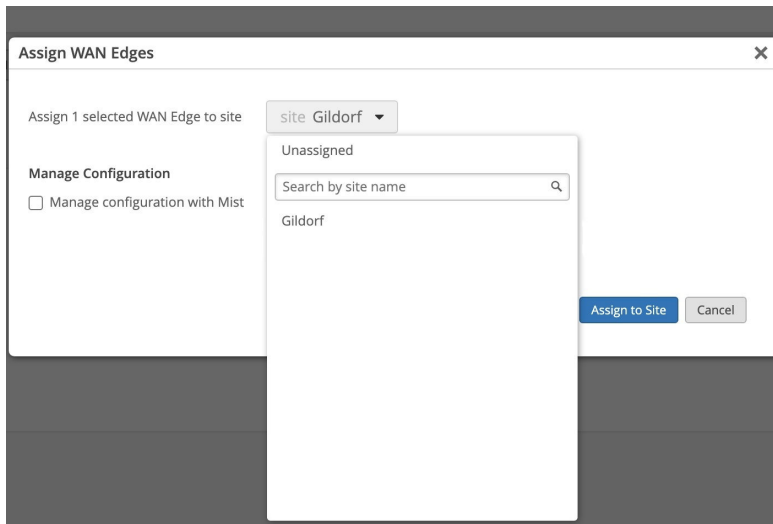 Assign WAN Edges
Assign 1 selected WAN Edge to site
site Gildorf
Unassigned
Manage Configuration
Search by site name
Manage configuration with Mist
Gildorf
Assign to Site
Cancel